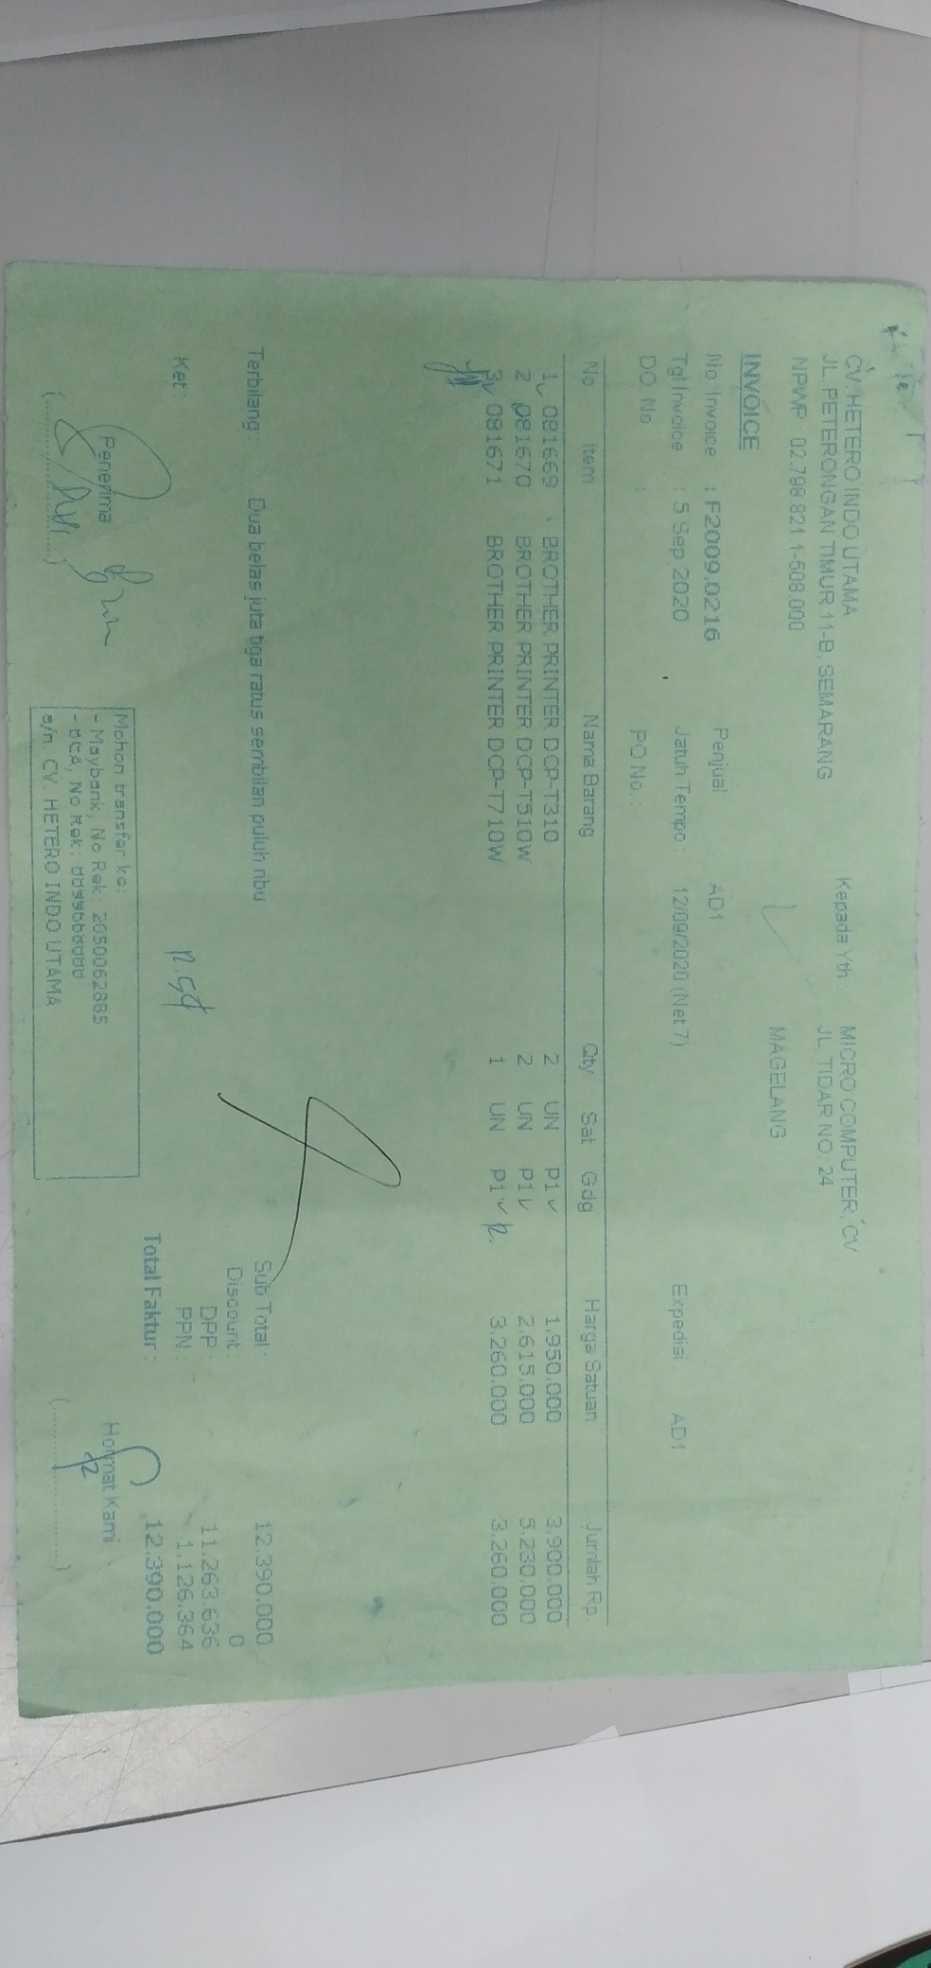 CV. HETERO INDO UTAMA
JL. PETERONGAN TIMUR 11-B, SEMARANG
NPWP 02.798.821.1-508.000
Kepada Yth MICRO COMPUTER, CV
JL. TIDAR NO. 24
MAGELANG
INVOICE
No Invoice : F2009.0216 Penjual AD1
Tgl Invoice : 5 Sep 2020 Jatuh Tempo : 12/09/2020 (Net 7) Expedisi AD1
DO. No : PO No. :
No Item Nama Barang Qty Sat Gdg Harga Satuan Jumlah Rp
1 081669 BROTHER PRINTER DCP-T310 2 UN P1 1.950.000 3.900.000
2 081670 BROTHER PRINTER DCP-T510W 2 UN P1 2.615.000 5.230.000
3 081671 BROTHER PRINTER DCP-T710W 1 UN P1 3.260.000 3.260.000
Terbilang: Dua belas juta tiga ratus sembilan puluh ribu
Sub Total : 12.390.000
Discount : 0
DPP : 11.263.636
PPN : 1.126.364
Total Faktur : 12.390.000
Ket:
Penerima
(..................)
Mohon transfer ke:
- Maybank, No Rek: 2050062885
- BCA, No Rek:
a/n. CV. HETERO INDO UTAMA
Hormat Kami
(..................)